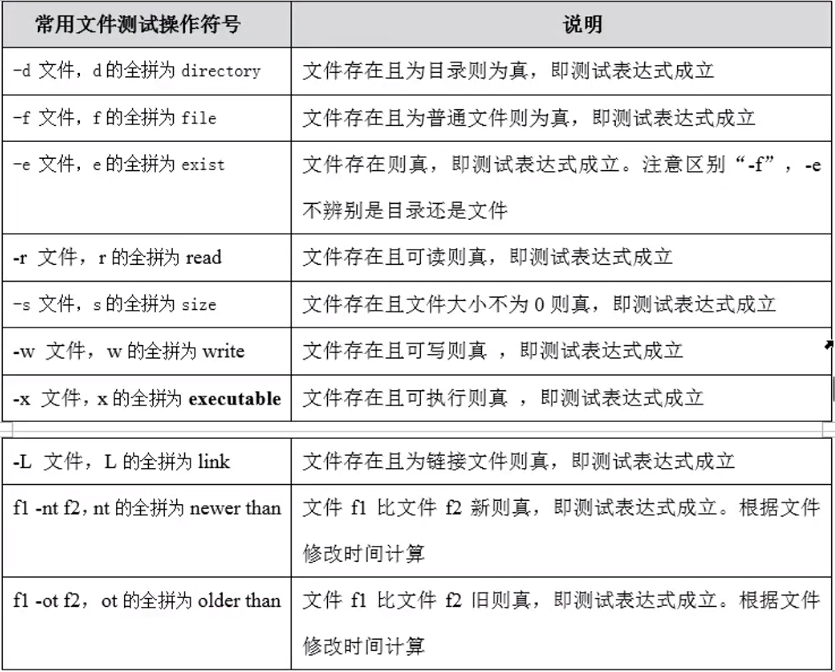 常用文件测试操作符号 说明
-d 文件，d的全拼为 directory 文件存在且为目录则为真，即测试表达式成立
-f 文件，f的全拼为 file 文件存在且为普通文件则为真，即测试表达式成立
-e 文件，e的全拼为 exist 文件存在则真，即测试表达式成立。注意区别“-f”，-e
不辨别是目录还是文件
-r 文件，r的全拼为 read 文件存在且可读则真，即测试表达式成立
-s 文件，s的全拼为 size 文件存在且文件大小不为 0 则真，即测试表达式成立
-w 文件，w的全拼为 write 文件存在且可写则真 ，即测试表达式成立
-x 文件，x的全拼为 executable 文件存在且可执行则真 ，即测试表达式成立
-L 文件，L的全拼为 link 文件存在且为链接文件则真，即测试表达式成立
f1 -nt f2，nt 的全拼为 newer than 文件 f1 比文件 f2 新则真，即测试表达式成立。根据文件
修改时间计算
f1 -ot f2，ot 的全拼为 older than 文件 f1 比文件 f2 旧则真，即测试表达式成立。根据文件
修改时间计算